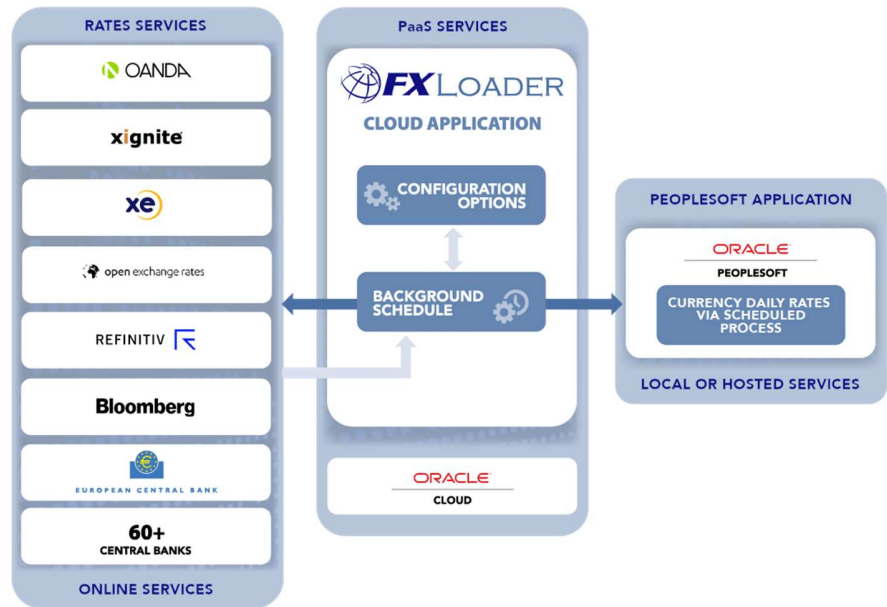 RATES SERVICES
OANDA
xignite
xe
open exchange rates
REFINITIV
Bloomberg
EUROPEAN CENTRAL BANK
60+
CENTRAL BANKS
ONLINE SERVICES
PaaS SERVICES
FXLOADER
CLOUD APPLICATION
CONFIGURATION
OPTIONS
BACKGROUND
SCHEDULE
ORACLE
CLOUD
PEOPLESOFT APPLICATION
ORACLE
PEOPLESOFT
CURRENCY DAILY RATES
VIA SCHEDULED
PROCESS
LOCAL OR HOSTED SERVICES